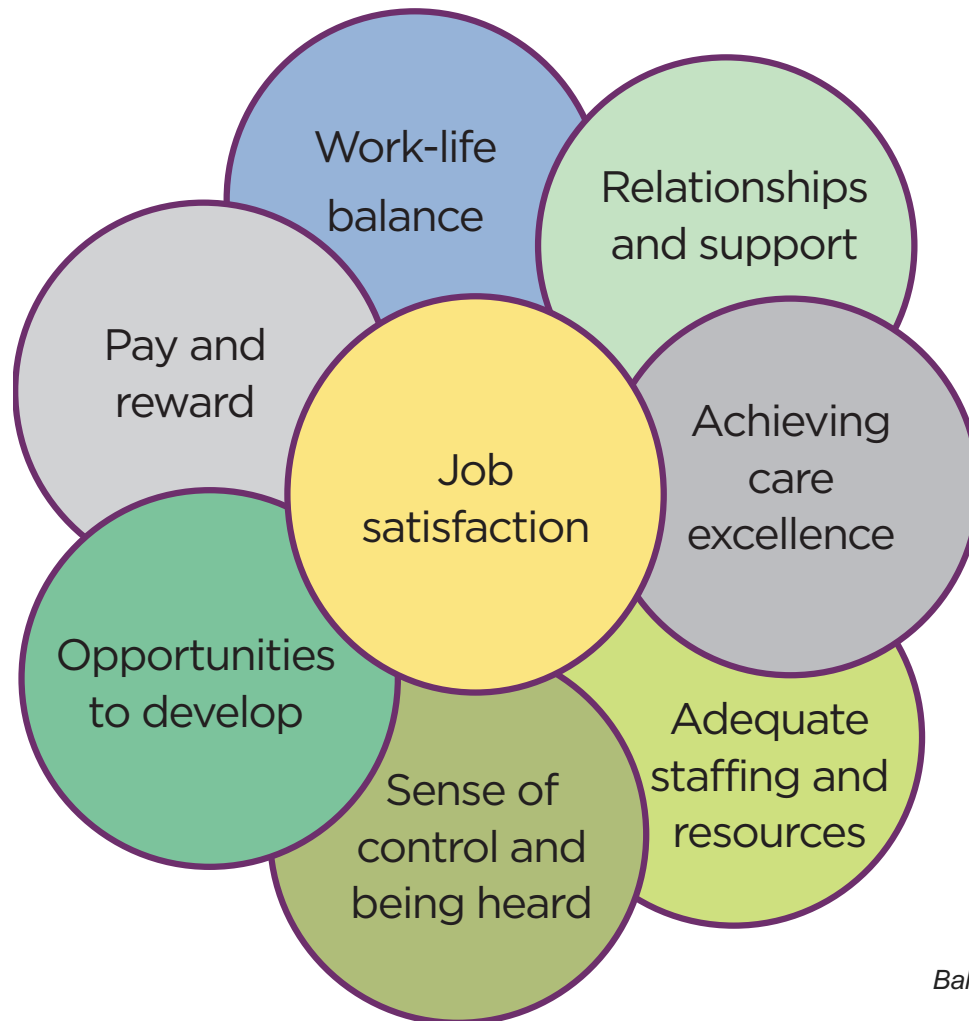 Work-life
balance
Relationships
and support
Pay and
reward
Achieving
care
excellence
Job
satisfaction
Opportunities
to develop
Adequate
staffing and
resources
Sense of
control and
being heard
Bal